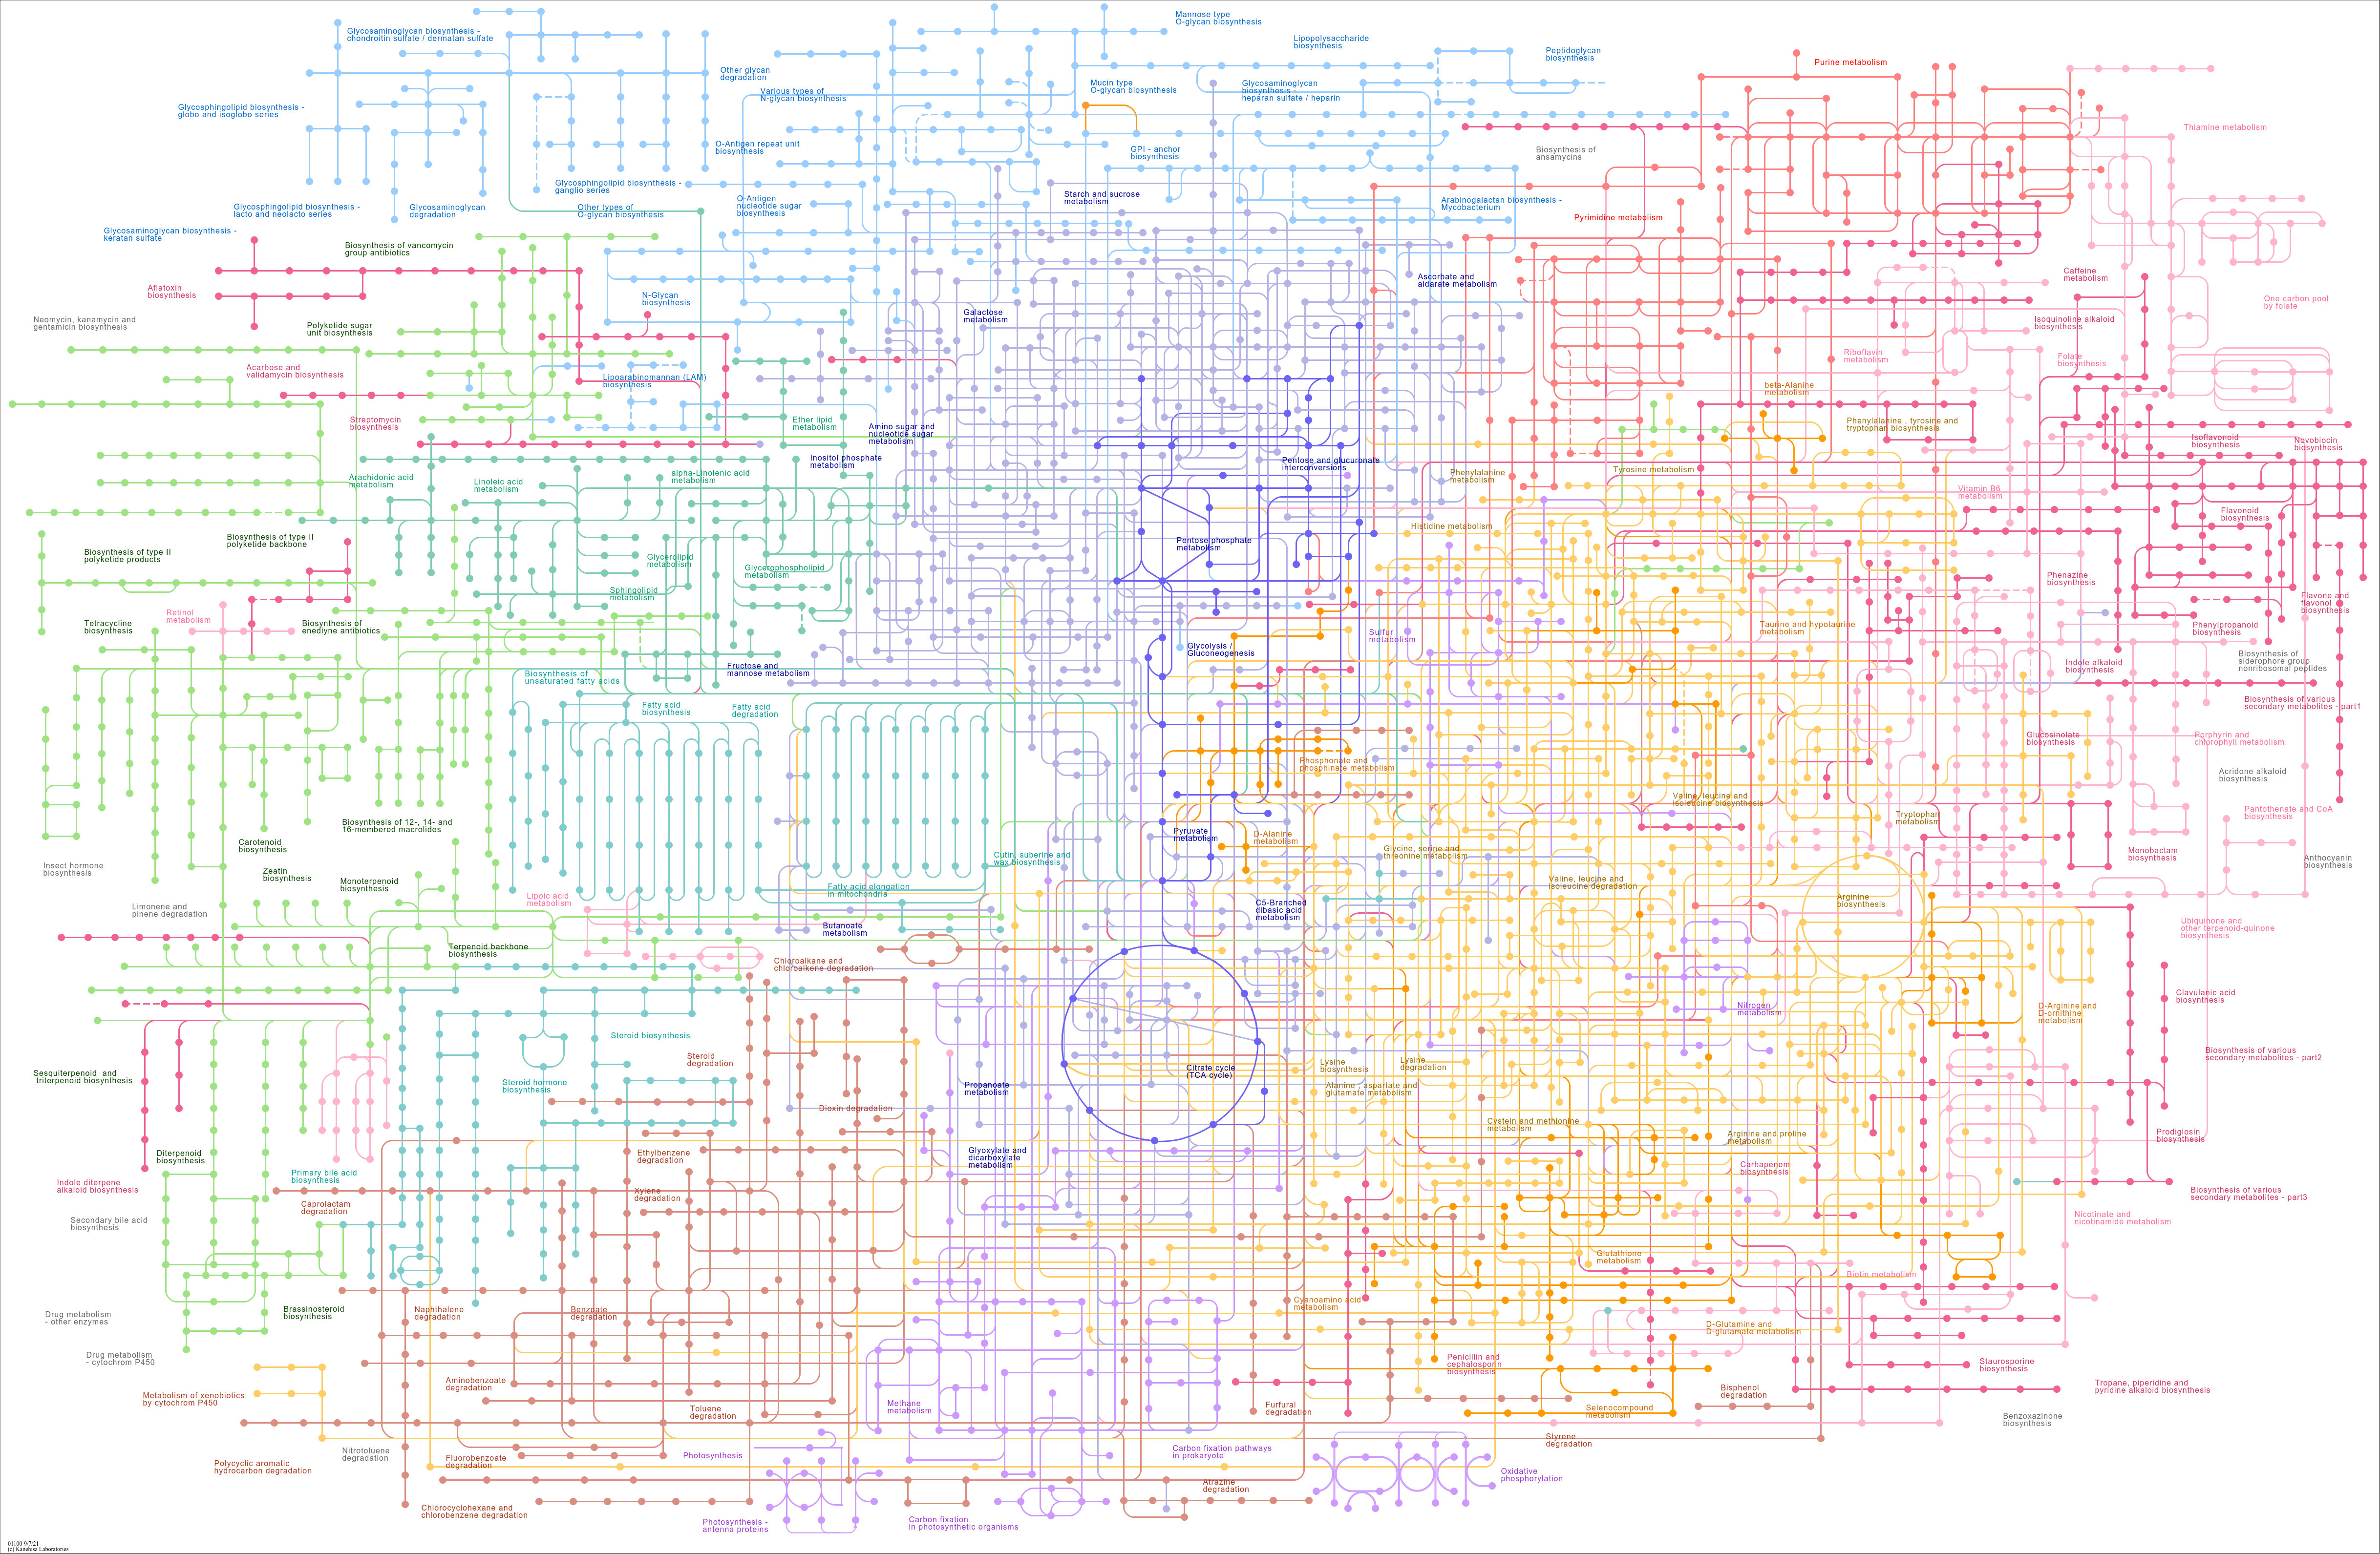 Mannose type
O-glycan biosynthesis
Glycosaminoglycan biosynthesis -
chondroitin sulfate / dermatan sulfate
Lipopolysaccharide
biosynthesis
Peptidoglycan
biosynthesis
Purine metabolism
Other glycan
degradation
Mucin type
O-glycan biosynthesis
Glycosaminoglycan
biosynthesis -
heparan sulfate / heparin
Various types of
N-glycan biosynthesis
Glycosphingolipid biosynthesis -
globo and isoglobo series
Thiamine metabolism
O-Antigen repeat unit
biosynthesis
GPI - anchor
biosynthesis
Biosynthesis of
ansamycins
Glycosphingolipid biosynthesis -
ganglio series
Starch and sucrose
metabolism
O-Antigen
nucleotide sugar
biosynthesis
Arabinogalactan biosynthesis -
Mycobacterium
Glycosphingolipid biosynthesis -
lacto and neolacto series
Glycosaminoglycan
degradation
Other types of
O-glycan biosynthesis
Pyrimidine metabolism
Glycosaminoglycan biosynthesis -
keratan sulfate
Biosynthesis of vancomycin
group antibiotics
Ascorbate and
aldarate metabolism
Caffeine
metabolism
Aflatoxin
biosynthesis
N-Glycan
biosynthesis
One carbon pool
by folate
Galactose
metabolism
Neomycin, kanamycin and
gentamicin biosynthesis
Polyketide sugar
unit biosynthesis
Isoquinoline alkaloid
biosynthesis
Riboflavin
metabolism
Folate
biosynthesis
Acarbose and
validamycin biosynthesis
Lipoarabinomannan (LAM)
biosynthesis
beta-Alanine
metabolism
Streptomycin
biosynthesis
Ether lipid
metabolism
Amino sugar and
nucleotide sugar
metabolism
Phenylalanine , tyrosine and
tryptophan biosynthesis
Isoflavonoid
biosynthesis
Novobiocin
biosynthesis
Inositol phosphate
metabolism
Pentose and glucuronate
interconversions
Arachidonic acid
metabolism
Linoleic acid
metabolism
alpha-Linolenic acid
metabolism
Phenylalanine
metabolism
Tyrosine metabolism
Vitamin B6
metabolism
Flavonoid
biosynthesis
Histidine metabolism
Biosynthesis of type II
polyketide backbone
Biosynthesis of type II
polyketide products
Pentose phosphate
metabolism
Glycerolipid
metabolism
Glycerophospholipid
metabolism
Phenazine
biosynthesis
Sphingolipid
metabolism
Flavone and
flavonol
biosynthesis
Retinol
metabolism
Tetracycline
biosynthesis
Biosynthesis of
enediyne antibiotics
Sulfur
metabolism
Taurine and hypotaurine
metabolism
Phenylpropanoid
biosynthesis
Glycolysis /
Gluconeogenesis
Biosynthesis of
siderophore group
nonribosomal peptides
Fructose and
mannose metabolism
Indole alkaloid
biosynthesis
Biosynthesis of
unsaturated fatty acids
Biosynthesis of various
secondary metabolites - part1
Fatty acid
biosynthesis
Fatty acid
degradation
Glucosinolate
biosynthesis
Porphyrin and
chlorophyll metabolism
Phosphonate and
phosphinate metabolism
Acridone alkaloid
biosynthesis
Valine, leucine and
isoleucine biosynthesis
Pantothenate and CoA
biosynthesis
Biosynthesis of 12-, 14- and
16-membered macrolides
Tryptophan
metabolism
Pyruvate
metabolism
D-Alanine
metabolism
Carotenoid
biosynthesis
Glycine, serine and
threonine metabolism
Monobactam
biosynthesis
Anthocyanin
biosynthesis
Cutin, suberine and
wax biosynthesis
Insect hormone
biosynthesis
Zeatin
biosynthesis
Monoterpenoid
biosynthesis
Fatty acid elongation
in mitochondria
Valine, leucine and
isoleucine degradation
Lipoic acid
metabolism
Arginine
biosynthesis
C5-Branched
dibasic acid
metabolism
Limonene and
pinene degradation
Butanoate
metabolism
Ubiquinone and
other terpenoid-quinone
biosynthesis
Terpenoid backbone
biosynthesis
Chloroalkane and
chloroalkene degradation
Clavulanic acid
biosynthesis
Nitrogen
metabolism
D-Arginine and
D-ornithine
metabolism
Steroid biosynthesis
Steroid
degradation
Biosynthesis of various
secondary metabolites - part2
Citrate cycle
(TCA cycle)
Lysine
biosynthesis
Lysine
degradation
Sesquiterpenoid and
triterpenoid biosynthesis
Steroid hormone
biosynthesis
Propanoate
metabolism
Alanine , aspartate and
glutamate metabolism
Dioxin degradation
Cystein and methionine
metabolism
Arginine and proline
metabolism
Prodigiosin
biosynthesis
Diterpenoid
biosynthesis
Ethylbenzene
degradation
Glyoxylate and
dicarboxylate
metabolism
Carbapenem
biosynthesis
Primary bile acid
biosynthesis
Indole diterpene
alkaloid biosynthesis
Xylene
degradation
Biosynthesis of various
secondary metabolites - part3
Caprolactam
degradation
Secondary bile acid
biosynthesis
Nicotinate and
nicotinamide metabolism
Glutathione
metabolism
Biotin metabolism
Cyanoamino acid
metabolism
Brassinosteroid
biosynthesis
Naphthalene
degradation
Benzoate
degradation
Drug metabolism
- other enzymes
D-Glutamine and
D-glutamate metabolism
Drug metabolism
- cytochrom P450
Penicillin and
cephalosporin
biosynthesis
Staurosporine
biosynthesis
Aminobenzoate
degradation
Tropane, piperidine and
pyridine alkaloid biosynthesis
Bisphenol
degradation
Metabolism of xenobiotics
by cytochrom P450
Methane
metabolism
Furfural
degradation
Toluene
degradation
Selenocompound
metabolism
Benzoxazinone
biosynthesis
Styrene
degradation
Nitrotoluene
degradation
Photosynthesis
Carbon fixation pathways
in prokaryote
Fluorobenzoate
degradation
Polycyclic aromatic
hydrocarbon degradation
Oxidative
phosphorylation
Atrazine
degradation
Chlorocyclohexane and
chlorobenzene degradation
Photosynthesis -
antenna proteins
Carbon fixation
in photosynthetic organisms
01100 9/7/21
(c) Kanehisa Laboratories